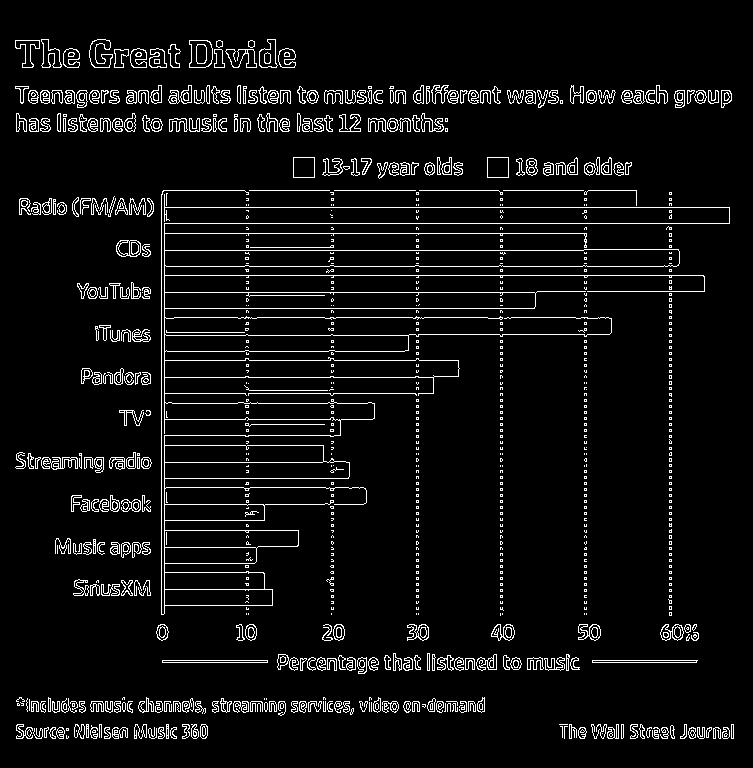 The Great Divide
Teenagers and adults listen to music in different ways. How each group
has listened to music in the last 12 months:
13-17 year olds 18 and older
Radio (FM/AM)
CDs
YouTube
iTunes
Pandora
TV*
Streaming radio
Facebook
Music apps
SiriusXM
0 10 20 30 40 50 60%
Percentage that listened to music
*Includes music channels, streaming services, video on-demand
Source: Nielsen Music 360 The Wall Street Journal